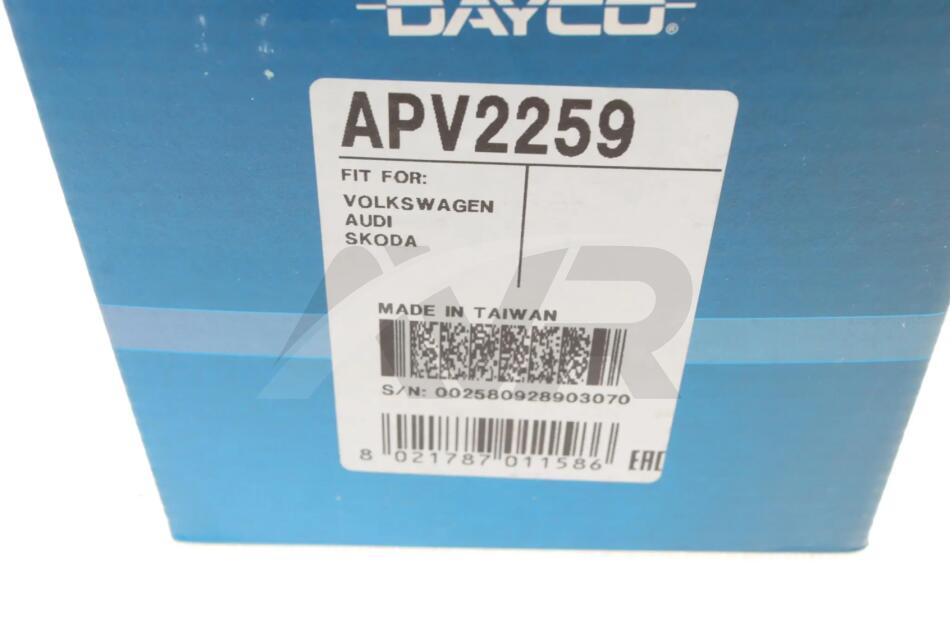 DAYCO®
APV2259
FIT FOR:
VOLKSWAGEN
AUDI
SKODA
MADE IN TAIWAN
S/N: 002580928903070
8 021787 011586
EAC